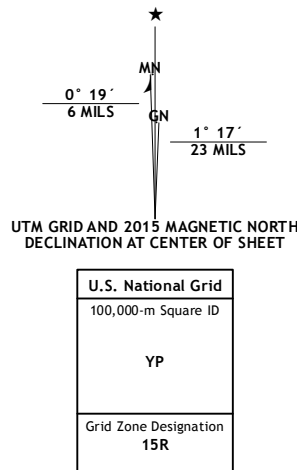 MN
0° 19´
6 MILS
GN
1° 17´
23 MILS
UTM GRID AND 2015 MAGNETIC NORTH
DECLINATION AT CENTER OF SHEET
U.S. National Grid
100,000-m Square ID
YP
Grid Zone Designation
15R